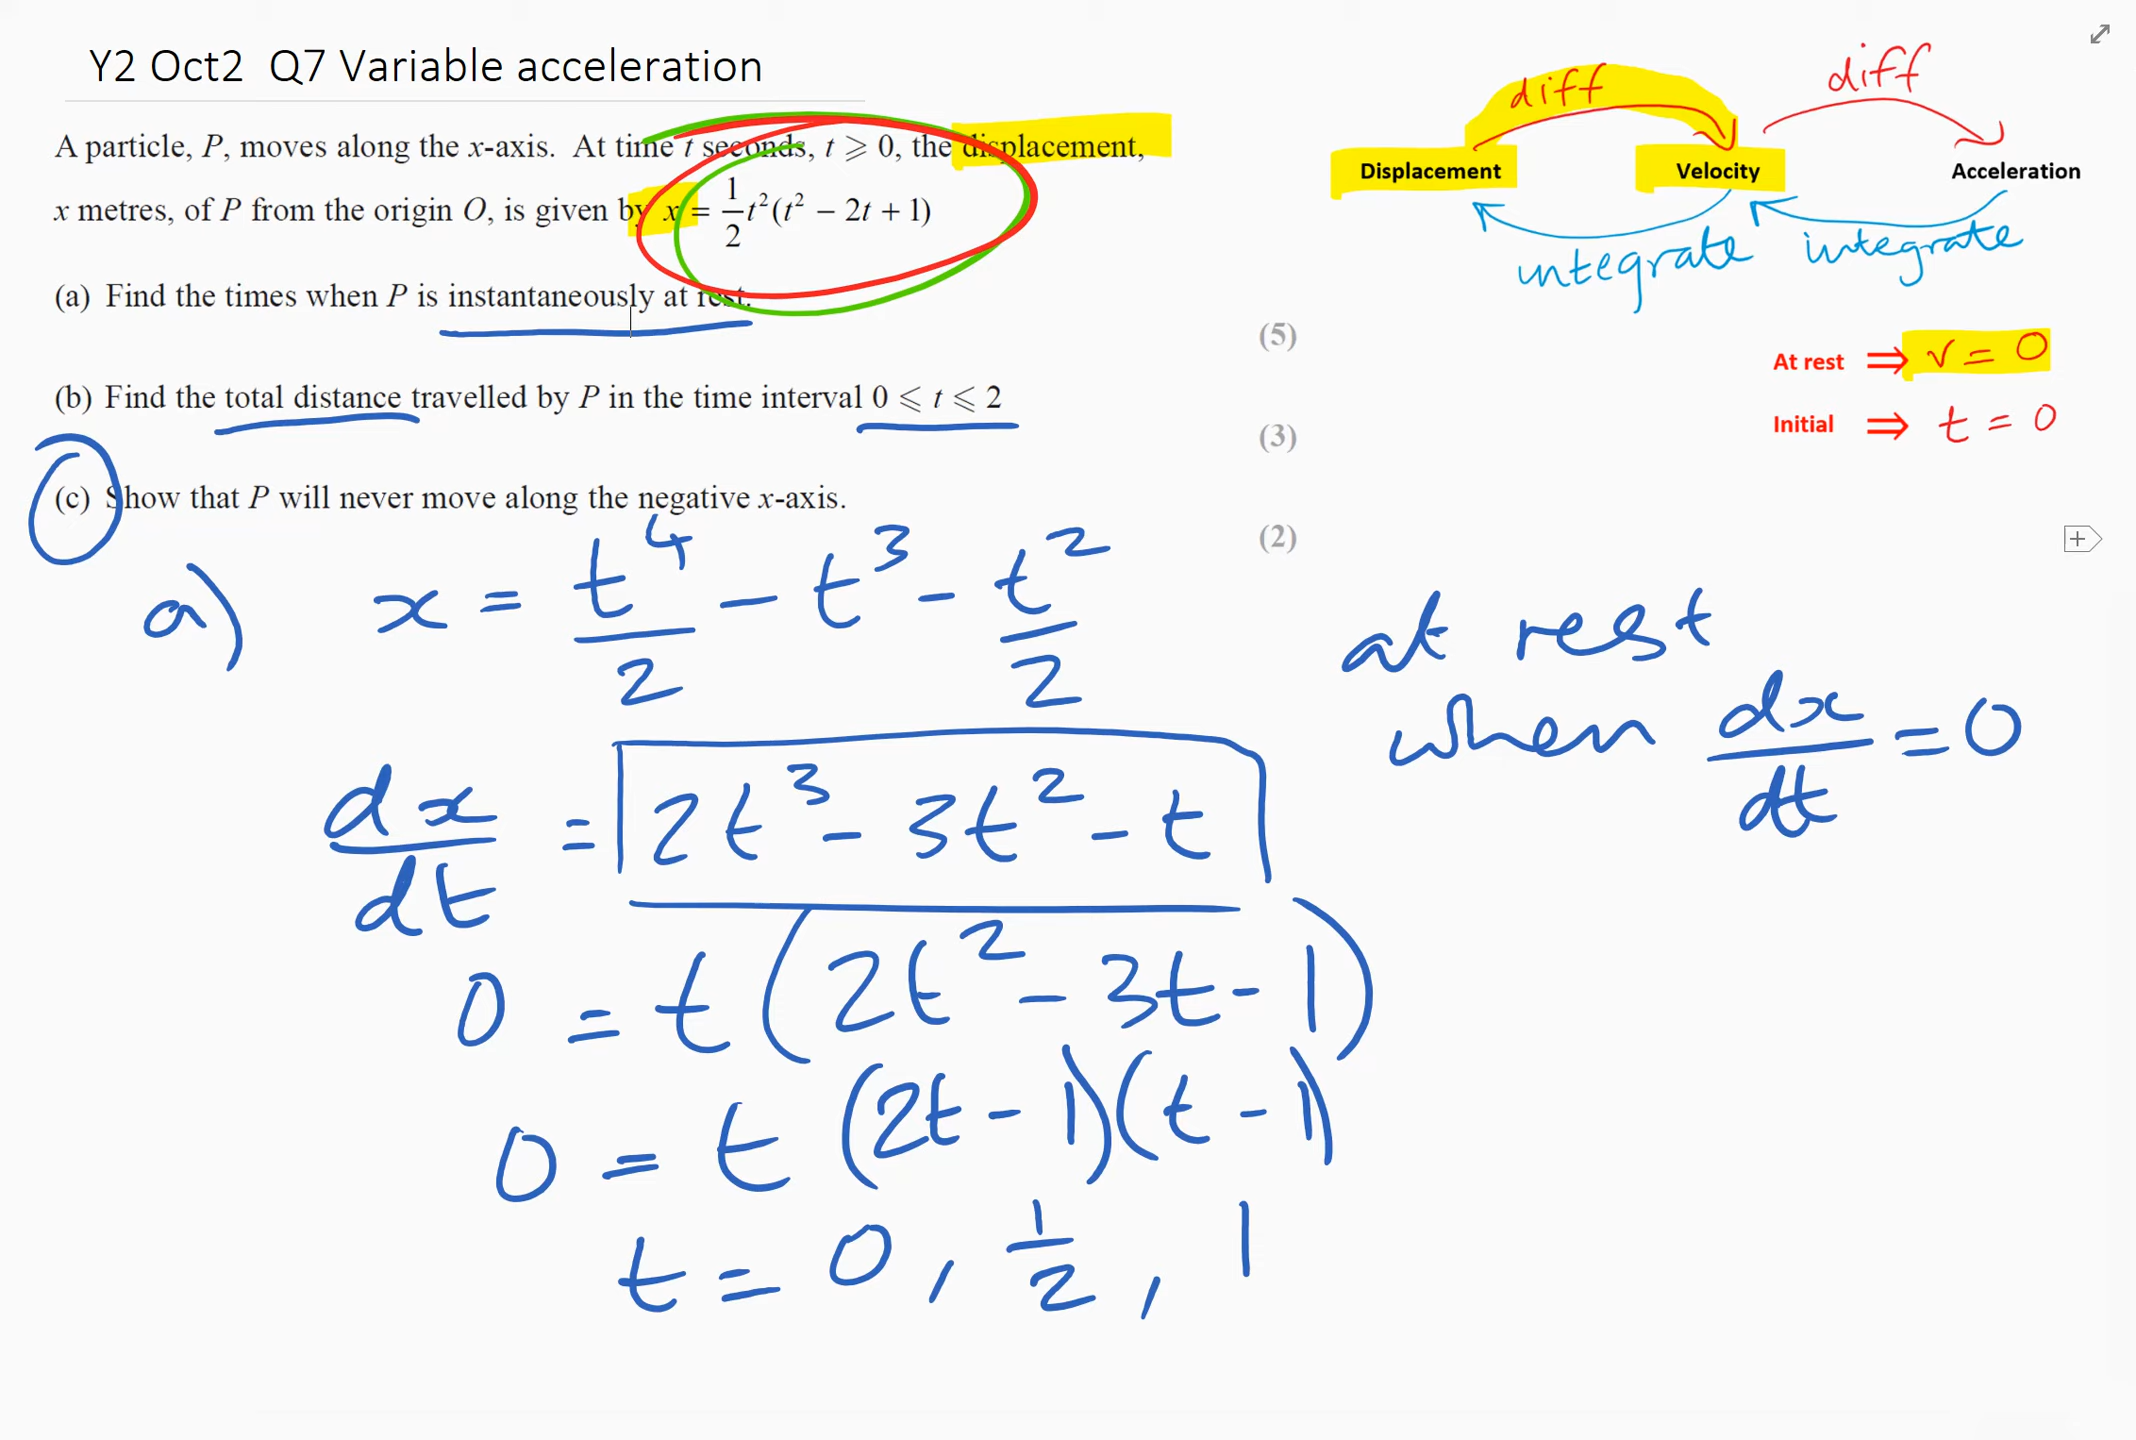 Y2 Oct2 Q7 Variable acceleration
A particle, P, moves along the x-axis. At time t seconds, t ⩾ 0, the displacement,
x metres, of P from the origin O, is given by x = 1/2 t²(t² − 2t + 1)
(a) Find the times when P is instantaneously at rest.
(5)
(b) Find the total distance travelled by P in the time interval 0 ⩽ t ⩽ 2
(3)
(c) Show that P will never move along the negative x-axis.
(2)
diff diff
Displacement Velocity Acceleration
integrate integrate
At rest ⇒ v = 0
Initial ⇒ t = 0
a) x = t⁴/2 − t³ − t²/2
at rest
when dx/dt = 0
dx/dt = 2t³ − 3t² − t
0 = t(2t² − 3t − 1)
0 = t(2t − 1)(t − 1)
t = 0, 1/2, 1